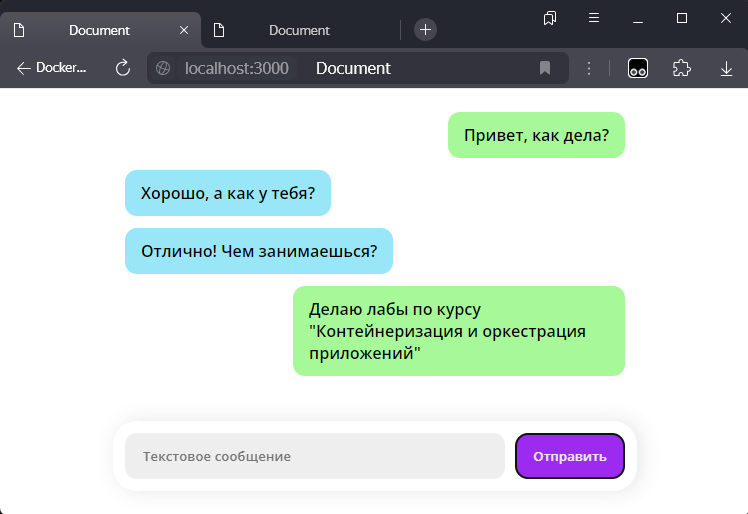 Document
Document
Docker...
localhost:3000
Document
Привет, как дела?
Хорошо, а как у тебя?
Отлично! Чем занимаешься?
Делаю лабы по курсу
"Контейнеризация и оркестрация
приложений"
Текстовое сообщение
Отправить